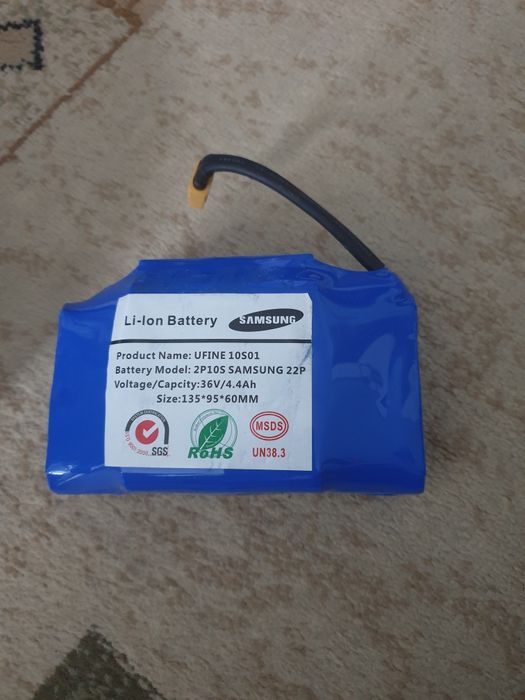 Li-Ion Battery SAMSUNG
Product Name: UFINE 10S01
Battery Model: 2P10S SAMSUNG 22P
Voltage/Capcity:36V/4.4Ah
Size:135*95*60MM
SGS
RoHS
MSDS
UN38.3